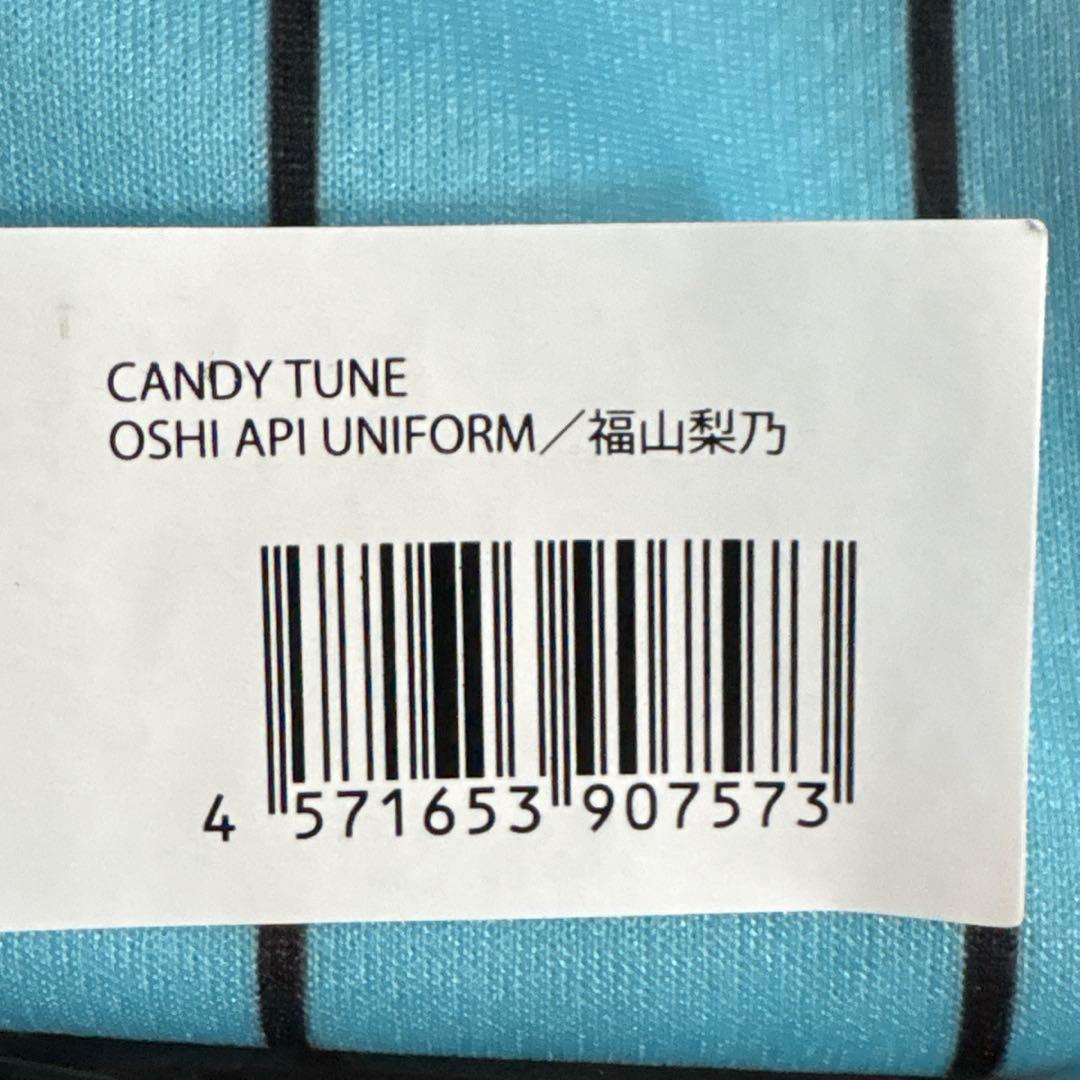 CANDY TUNE
OSHI API UNIFORM／福山梨乃
4 571653 907573